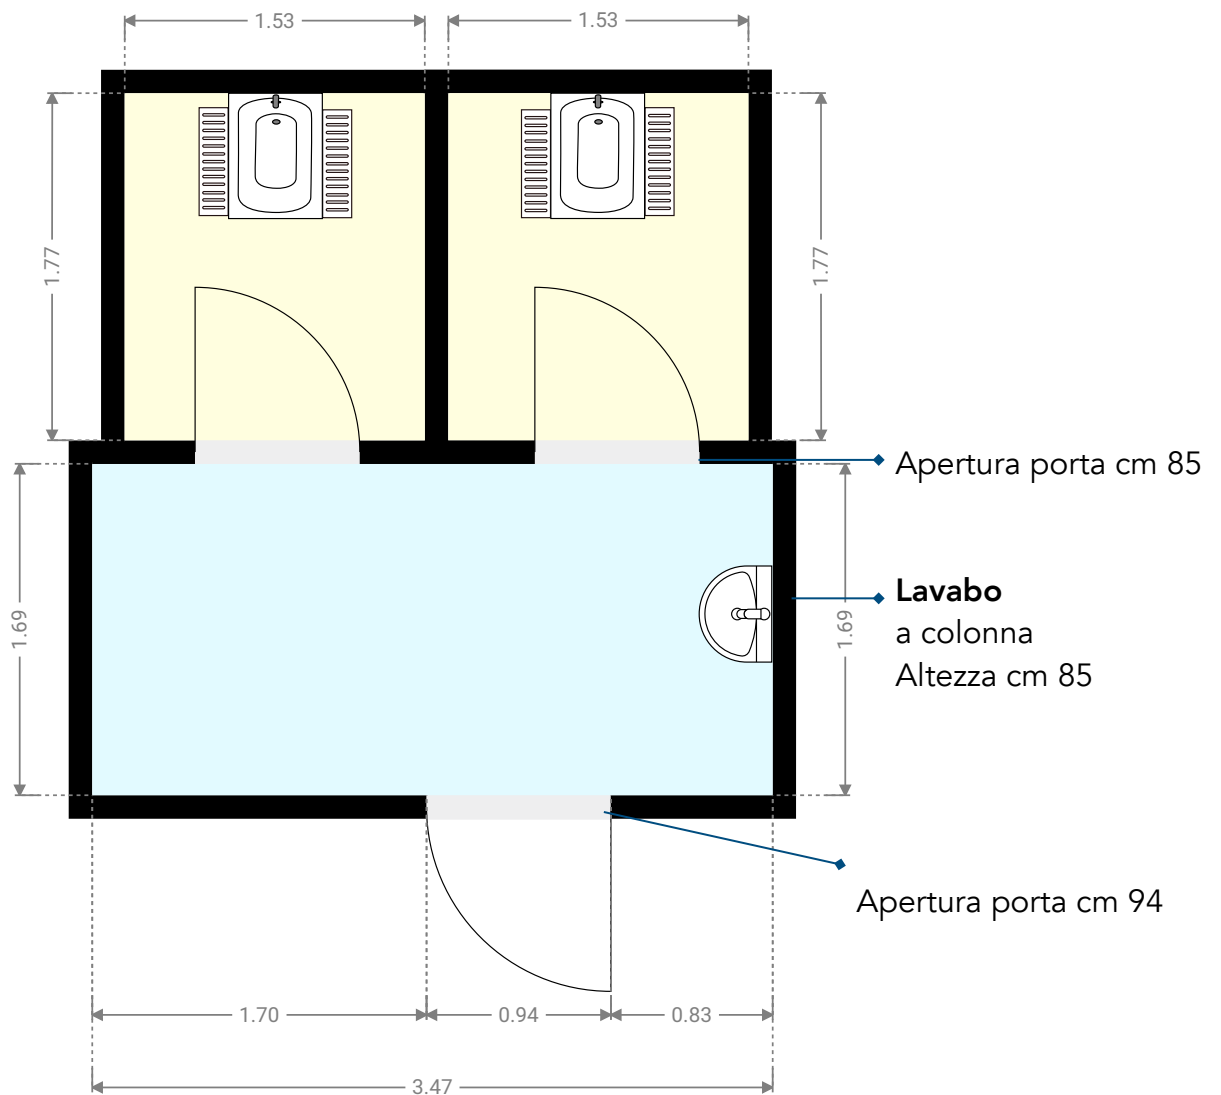 1.53
1.53
1.77
1.77
Apertura porta cm 85
Lavabo
a colonna
Altezza cm 85
1.69
1.69
Apertura porta cm 94
1.70
0.94
0.83
3.47